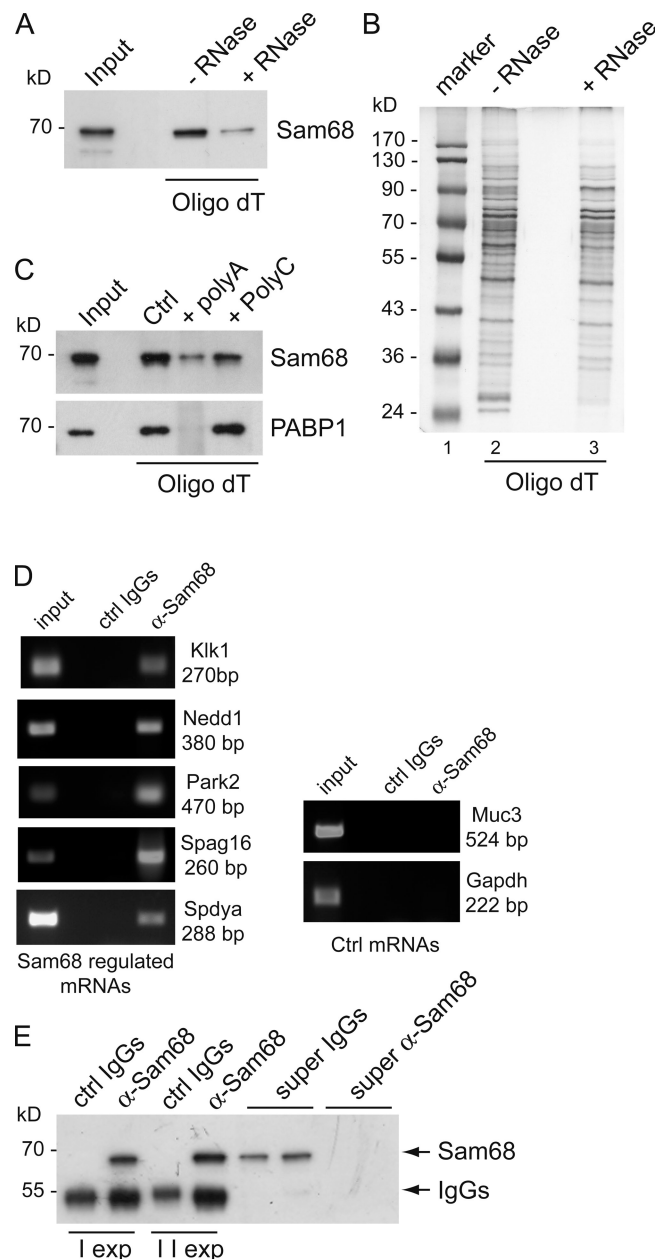 A
kD
Input
- RNase
+ RNase
70 -
Sam68
Oligo dT
B
kD
marker
- RNase
+ RNase
170 -
130 -
90 -
70 -
55 -
43 -
36 -
24 -
1
2
3
Oligo dT
C
kD
Input
Ctrl
+ polyA
+ PolyC
70 -
Sam68
70 -
PABP1
Oligo dT
D
input
ctrl IgGs
α-Sam68
Klk1
270bp
Nedd1
380 bp
Park2
470 bp
Spag16
260 bp
Spdya
288 bp
Sam68 regulated
mRNAs
input
ctrl IgGs
α-Sam68
Muc3
524 bp
Gapdh
222 bp
Ctrl mRNAs
E
kD
ctrl IgGs
α-Sam68
ctrl IgGs
α-Sam68
super IgGs
super α-Sam68
70 -
Sam68
55 -
IgGs
I exp
I I exp